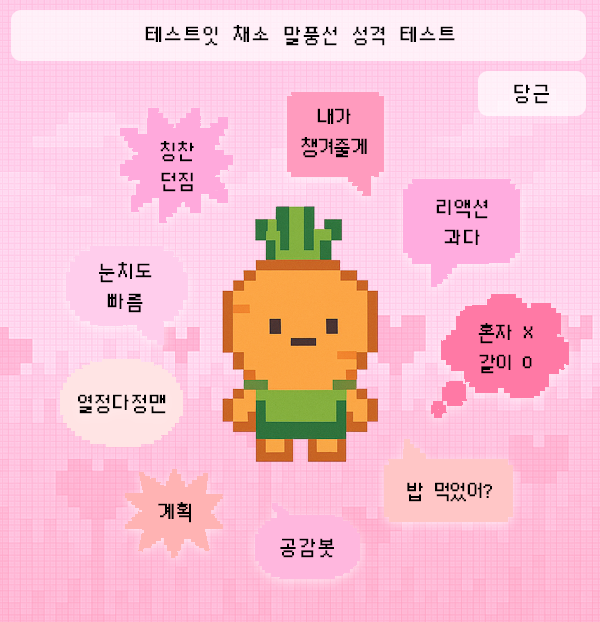 테스트잇 채소 말풍선 성격 테스트
당근
내가
챙겨줄게
칭찬
던짐
리액션
과다
눈치도
빠름
혼자 X
같이 O
열정다정맨
밥 먹었어?
계획
공감봇